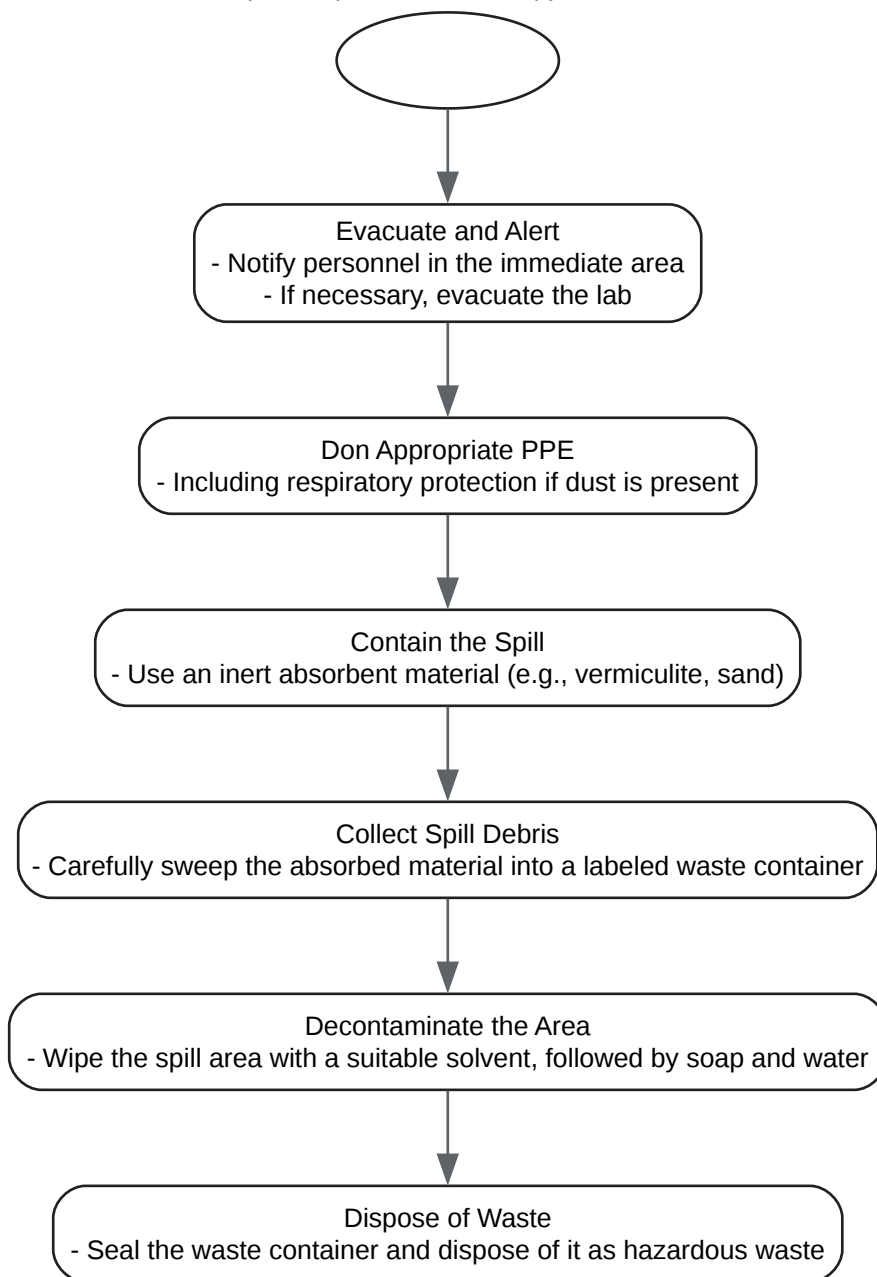 Evacuate and Alert
- Notify personnel in the immediate area
- If necessary, evacuate the lab
Don Appropriate PPE
- Including respiratory protection if dust is present
Contain the Spill
- Use an inert absorbent material (e.g., vermiculite, sand)
Collect Spill Debris
- Carefully sweep the absorbed material into a labeled waste container
Decontaminate the Area
- Wipe the spill area with a suitable solvent, followed by soap and water
Dispose of Waste
- Seal the waste container and dispose of it as hazardous waste